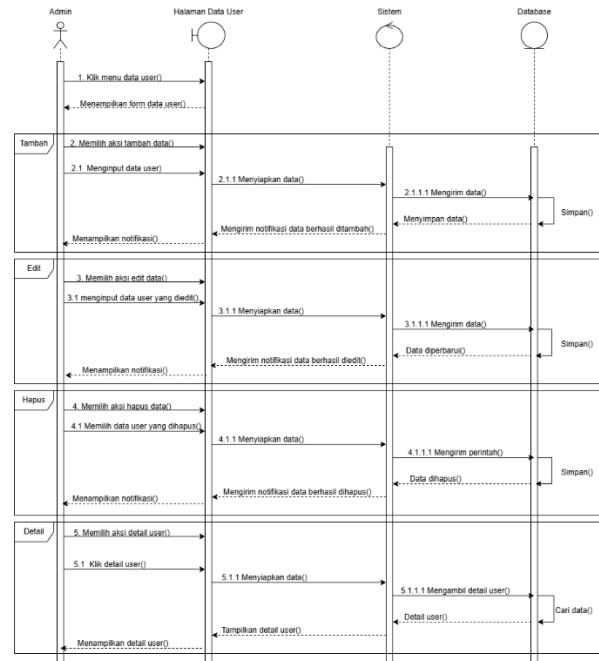 Admin
Halaman Data User
Sistem
Database
1. Klik menu data user()
Menampilkan form data user()
Tambah
2. Memilih aksi tambah data()
2.1 Menginput data user)
2.1.1 Menyiapkan data()
2.1.1.1 Mengirim data()
Simpan()
Menyimpan data()
Mengirim notifikasi data berhasil ditambah()
Menampilkan notifikasi()
Edit
3. Memilih aksi edit data()
3.1 menginput data user yang diedit()
3.1.1 Menyiapkan data()
3.1.1.1 Mengirim data()
Simpan()
Data diperbarui()
Mengirim notifikasi data berhasil diedit()
Menampilkan notifikasi()
Hapus
4. Memilih aksi hapus data()
4.1 Memilih data user yang dihapus()
4.1.1 Menyiapkan data()
4.1.1.1 Mengirim perintah()
Simpan()
Data dihapus()
Mengirim notifikasi data berhasil dihapus()
Menampilkan notifikasi()
Detail
5. Memilih aksi detail user()
5.1 Klik detail user()
5.1.1 Menyiapkan data()
5.1.1.1 Mengambil detail user()
Cari data()
Detail user()
Tampilkan detail user()
Menampilkan detail user()